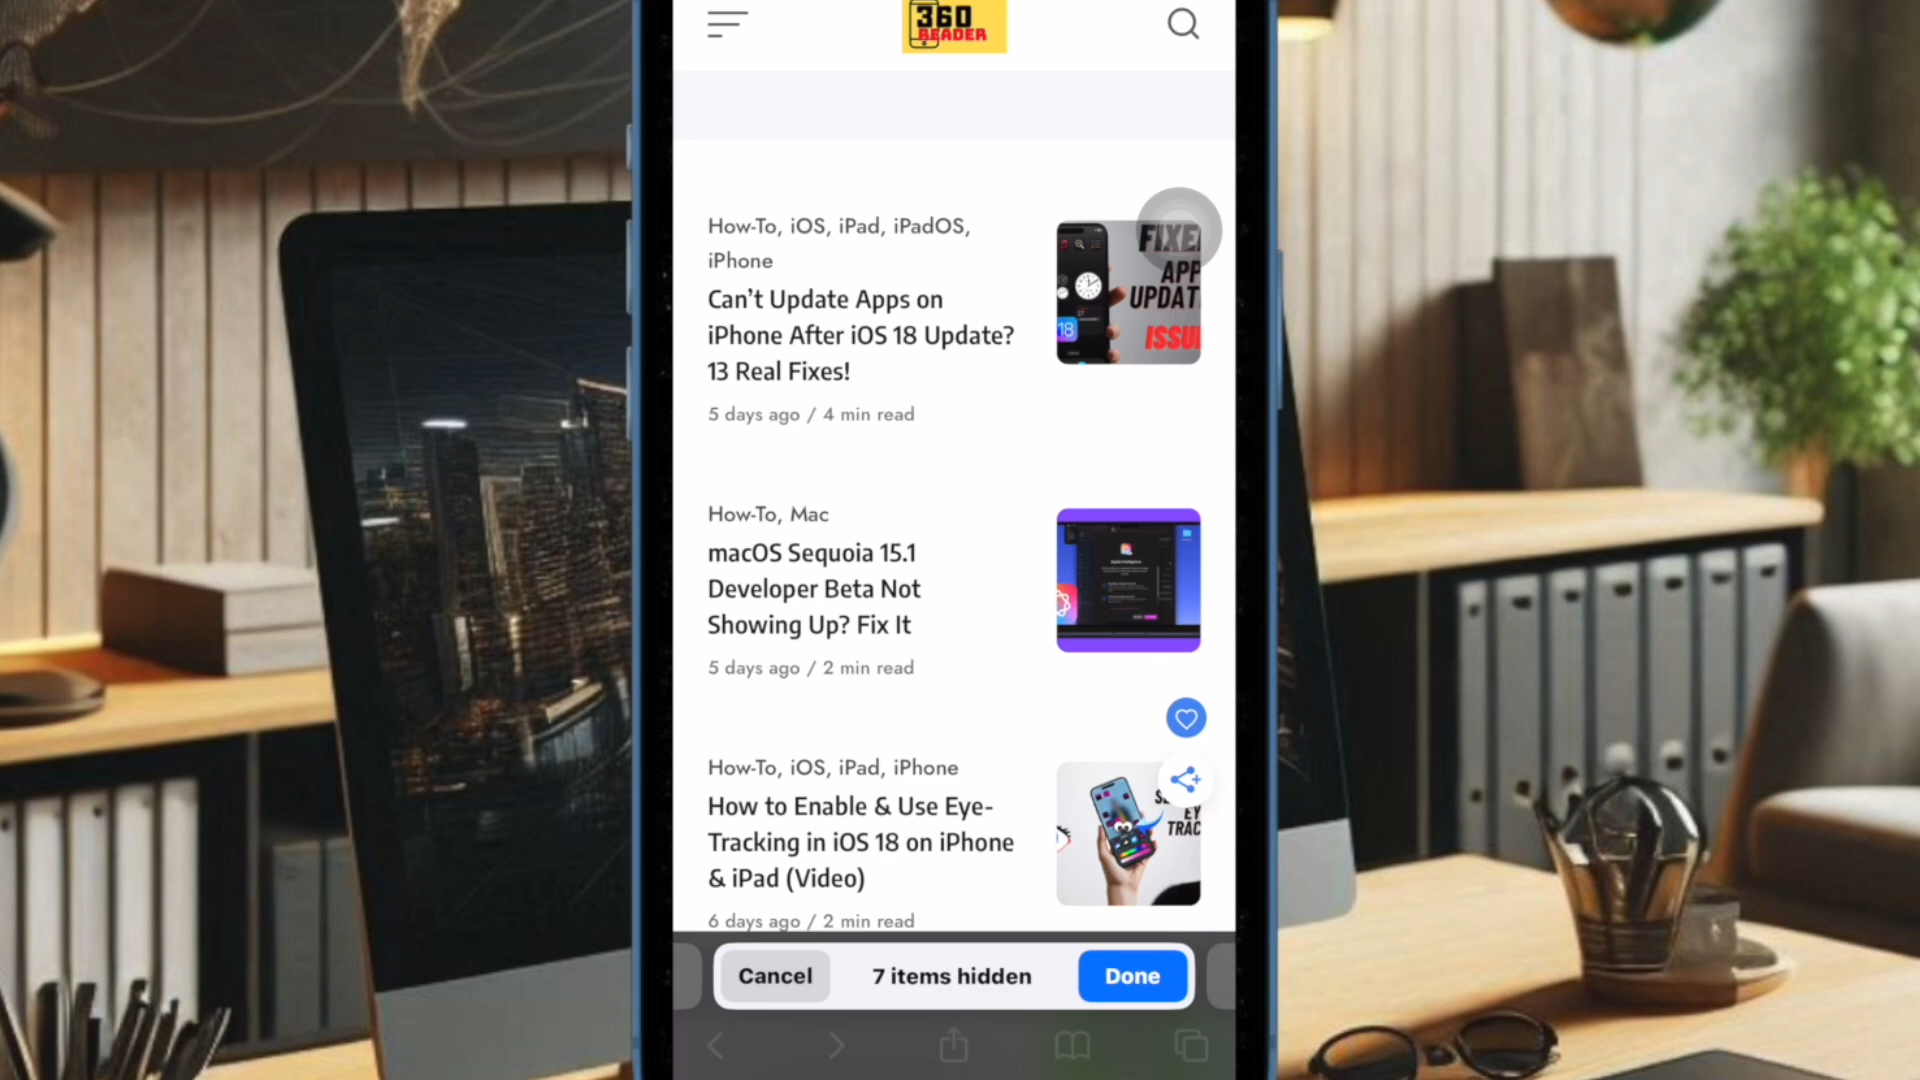 360
READER
How-To, iOS, iPad, iPadOS,
iPhone
Can’t Update Apps on
iPhone After iOS 18 Update?
13 Real Fixes!
5 days ago / 4 min read
FIXE
APP
UPDAT
ISSU
18
How-To, Mac
macOS Sequoia 15.1
Developer Beta Not
Showing Up? Fix It
5 days ago / 2 min read
How-To, iOS, iPad, iPhone
How to Enable & Use Eye-
Tracking in iOS 18 on iPhone
& iPad (Video)
6 days ago / 2 min read
EY
TRAC
Cancel
7 items hidden
Done